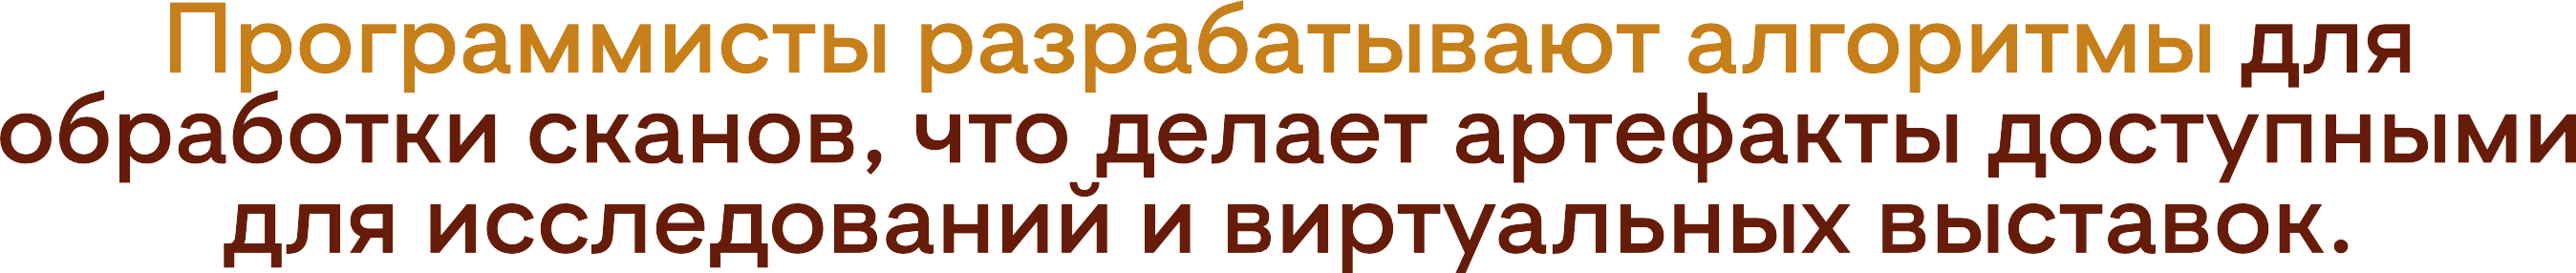 Программисты разрабатывают алгоритмы для
обработки сканов, что делает артефакты доступными
для исследований и виртуальных выставок.